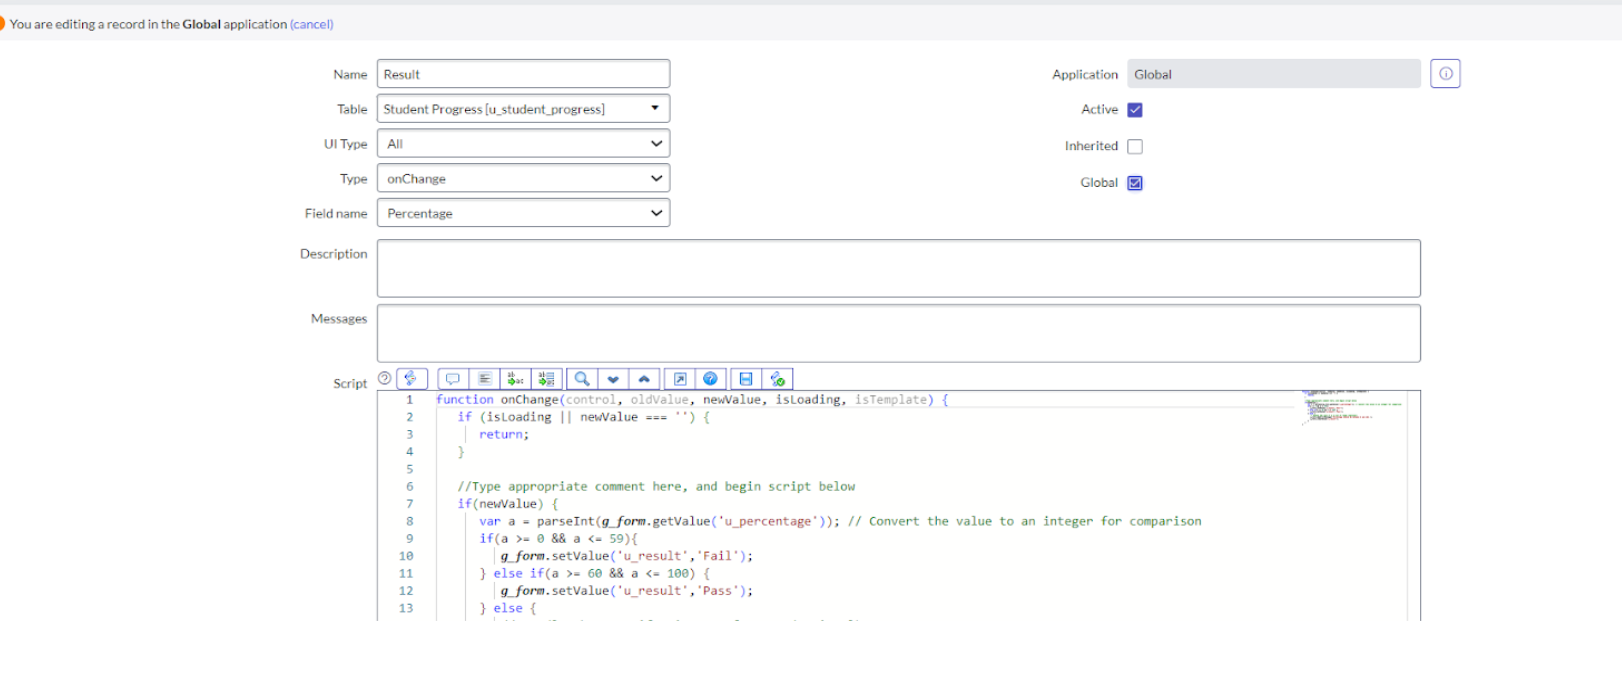 You are editing a record in the Global application (cancel)
Name Result
Application Global
Table Student Progress [u_student_progress]
Active
UI Type All
Inherited
Type onChange
Global
Field name Percentage
Description
Messages
Script
1 function onChange(control, oldValue, newValue, isLoading, isTemplate) {
2 if (isLoading || newValue === '') {
3 return;
4 }
5
6 //Type appropriate comment here, and begin script below
7 if(newValue) {
8 var a = parseInt(g_form.getValue('u_percentage')); // Convert the value to an integer for comparison
9 if(a >= 0 && a <= 59){
10 g_form.setValue('u_result','Fail');
11 } else if(a >= 60 && a <= 100) {
12 g_form.setValue('u_result','Pass');
13 } else {